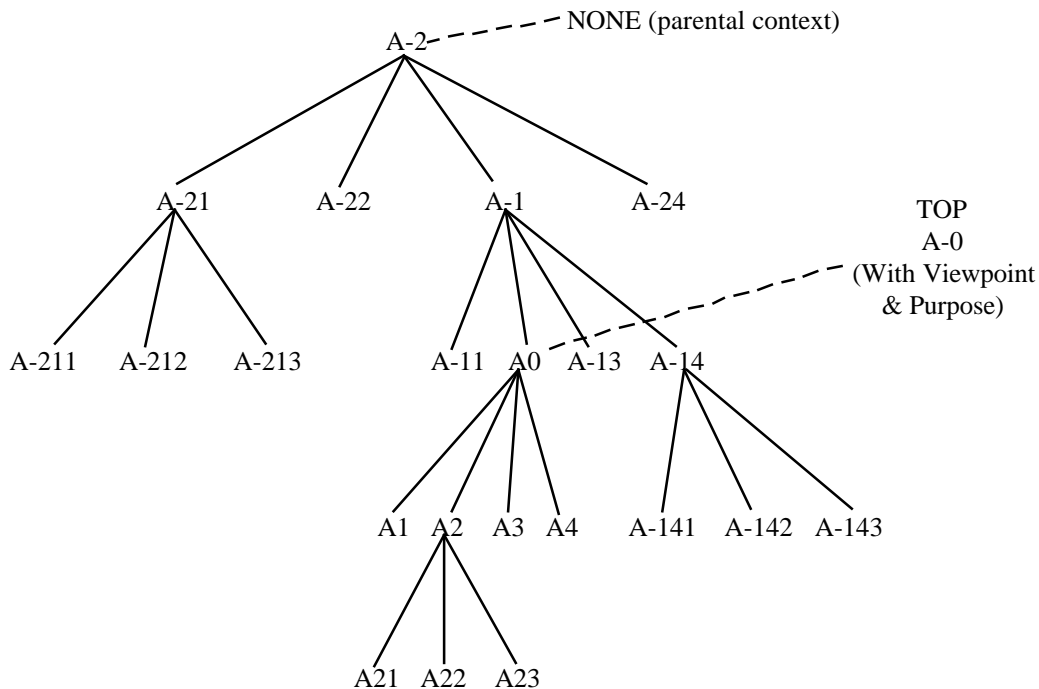 NONE (parental context)
A-2
A-21
A-22
A-1
A-24
TOP
A-0
(With Viewpoint
& Purpose)
A-211
A-212
A-213
A-11
A0
A-13
A-14
A1
A2
A3
A4
A-141
A-142
A-143
A21
A22
A23